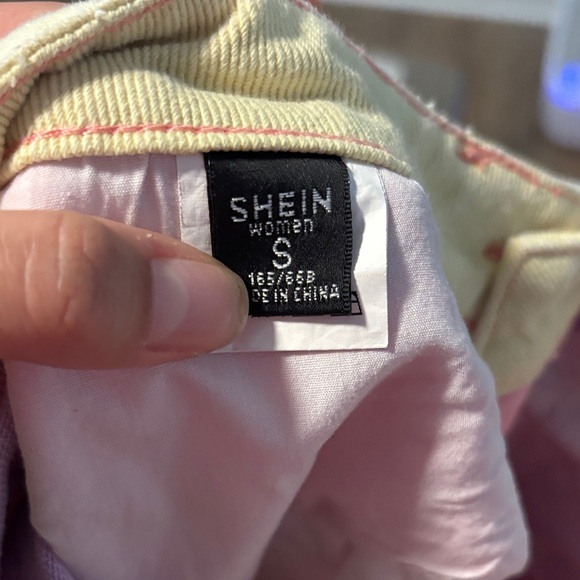 SHEIN
women
S
165/66B
DE IN CHINA